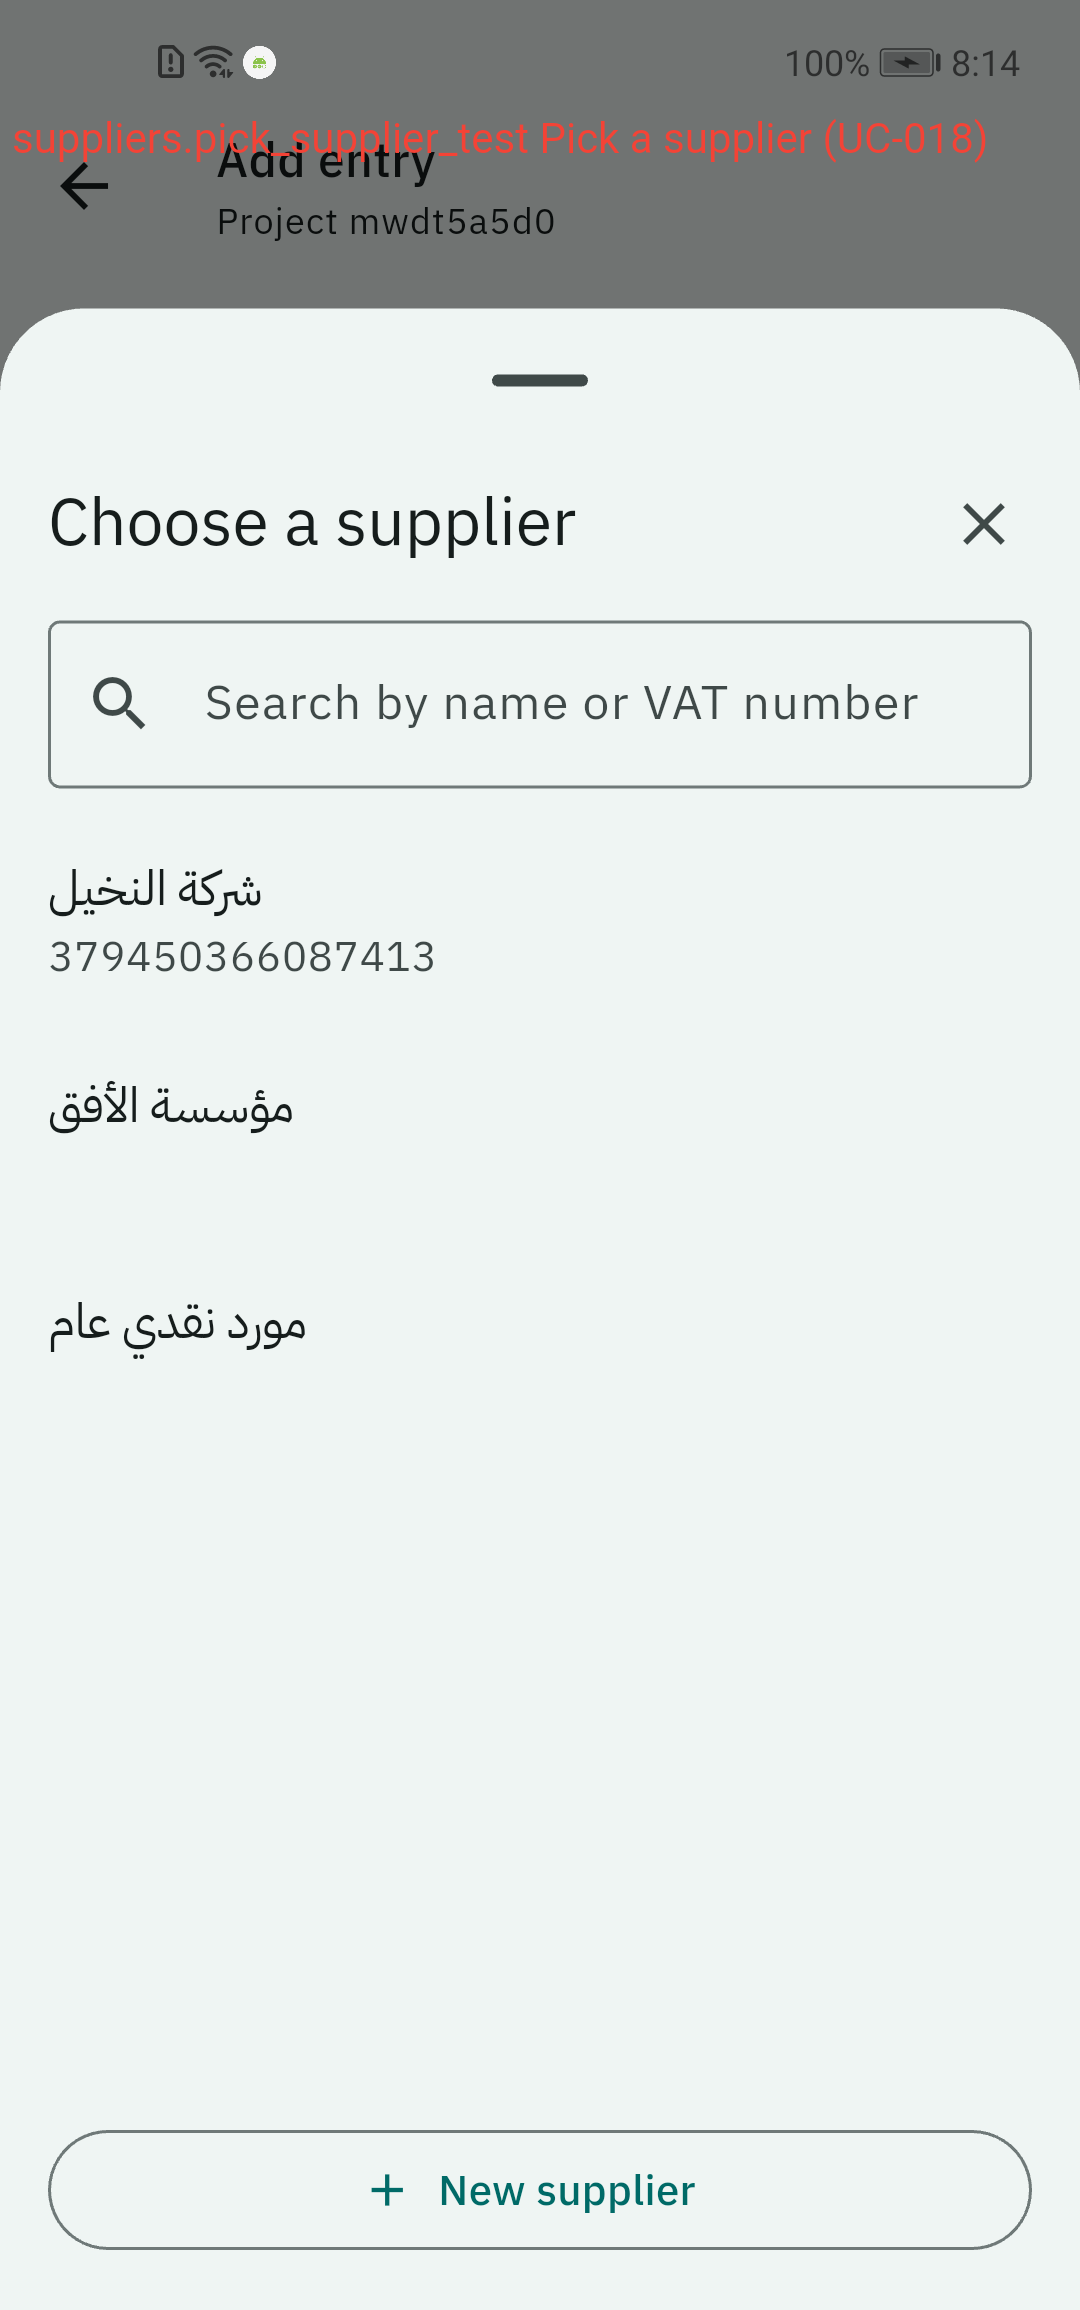 100% 8:14
suppliers.pick_supplier_test Pick a supplier (UC-018)
Add entry
Project mwdt5a5d0
Choose a supplier
Search by name or VAT number
شركة النخيل
379450366087413
مؤسسة الأفق
مورد نقدي عام
New supplier